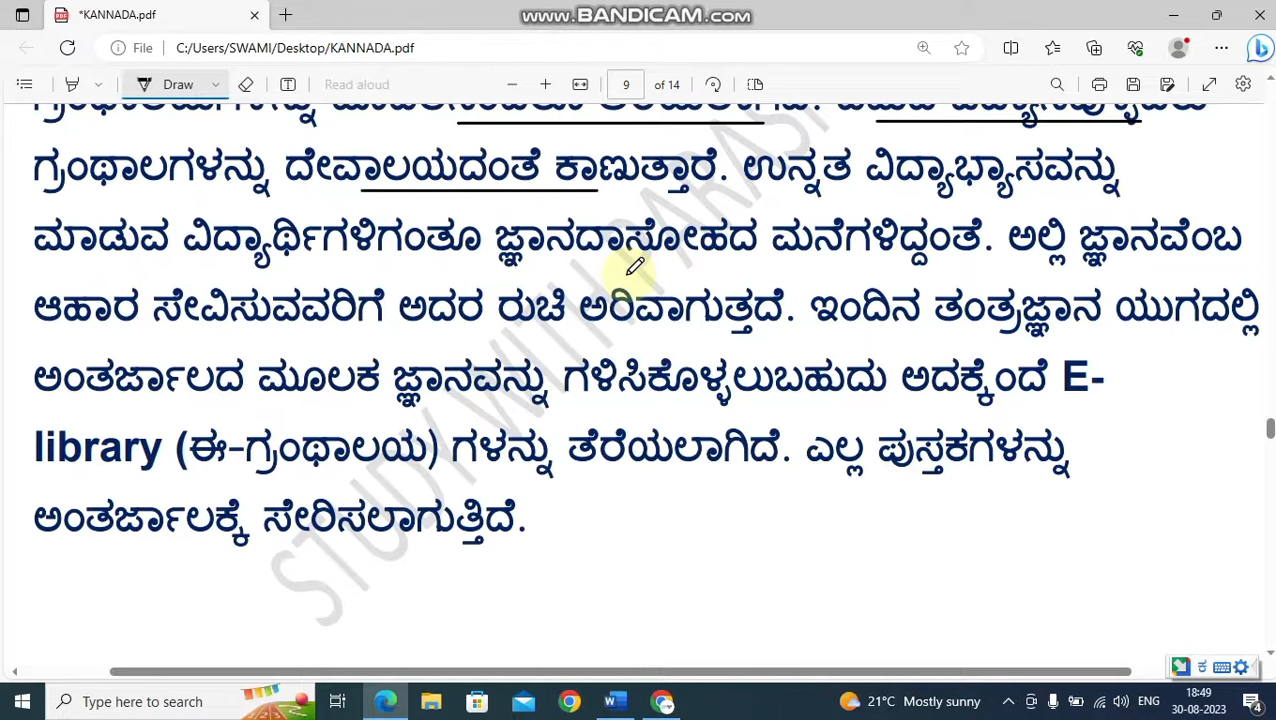 *KANNADA.pdf
WWW.BANDICAM.COM
File C:/Users/SWAMI/Desktop/KANNADA.pdf
Draw Read aloud 9 of 14
ಗ್ರಂಥಾಲಗಳನ್ನು ದೇವಾಲಯದಂತೆ ಕಾಣುತ್ತಾರೆ. ಉನ್ನತ ವಿದ್ಯಾಭ್ಯಾಸವನ್ನು
ಮಾಡುವ ವಿದ್ಯಾರ್ಥಿಗಳಿಗಂತೂ ಜ್ಞಾನದಾಸೋಹದ ಮನೆಗಳಿದ್ದಂತೆ. ಅಲ್ಲಿ ಜ್ಞಾನವೆಂಬ
ಆಹಾರ ಸೇವಿಸುವವರಿಗೆ ಅದರ ರುಚಿ ಅರಿವಾಗುತ್ತದೆ. ಇಂದಿನ ತಂತ್ರಜ್ಞಾನ ಯುಗದಲ್ಲಿ
ಅಂತರ್ಜಾಲದ ಮೂಲಕ ಜ್ಞಾನವನ್ನು ಗಳಿಸಿಕೊಳ್ಳಲುಬಹುದು ಅದಕ್ಕೆಂದೆ E-
library (ಈ-ಗ್ರಂಥಾಲಯ) ಗಳನ್ನು ತೆರೆಯಲಾಗಿದೆ. ಎಲ್ಲ ಪುಸ್ತಕಗಳನ್ನು
ಅಂತರ್ಜಾಲಕ್ಕೆ ಸೇರಿಸಲಾಗುತ್ತಿದೆ.
STUDY WITH PARAS
Type here to search 21°C Mostly sunny ENG 18:49
30-08-2023